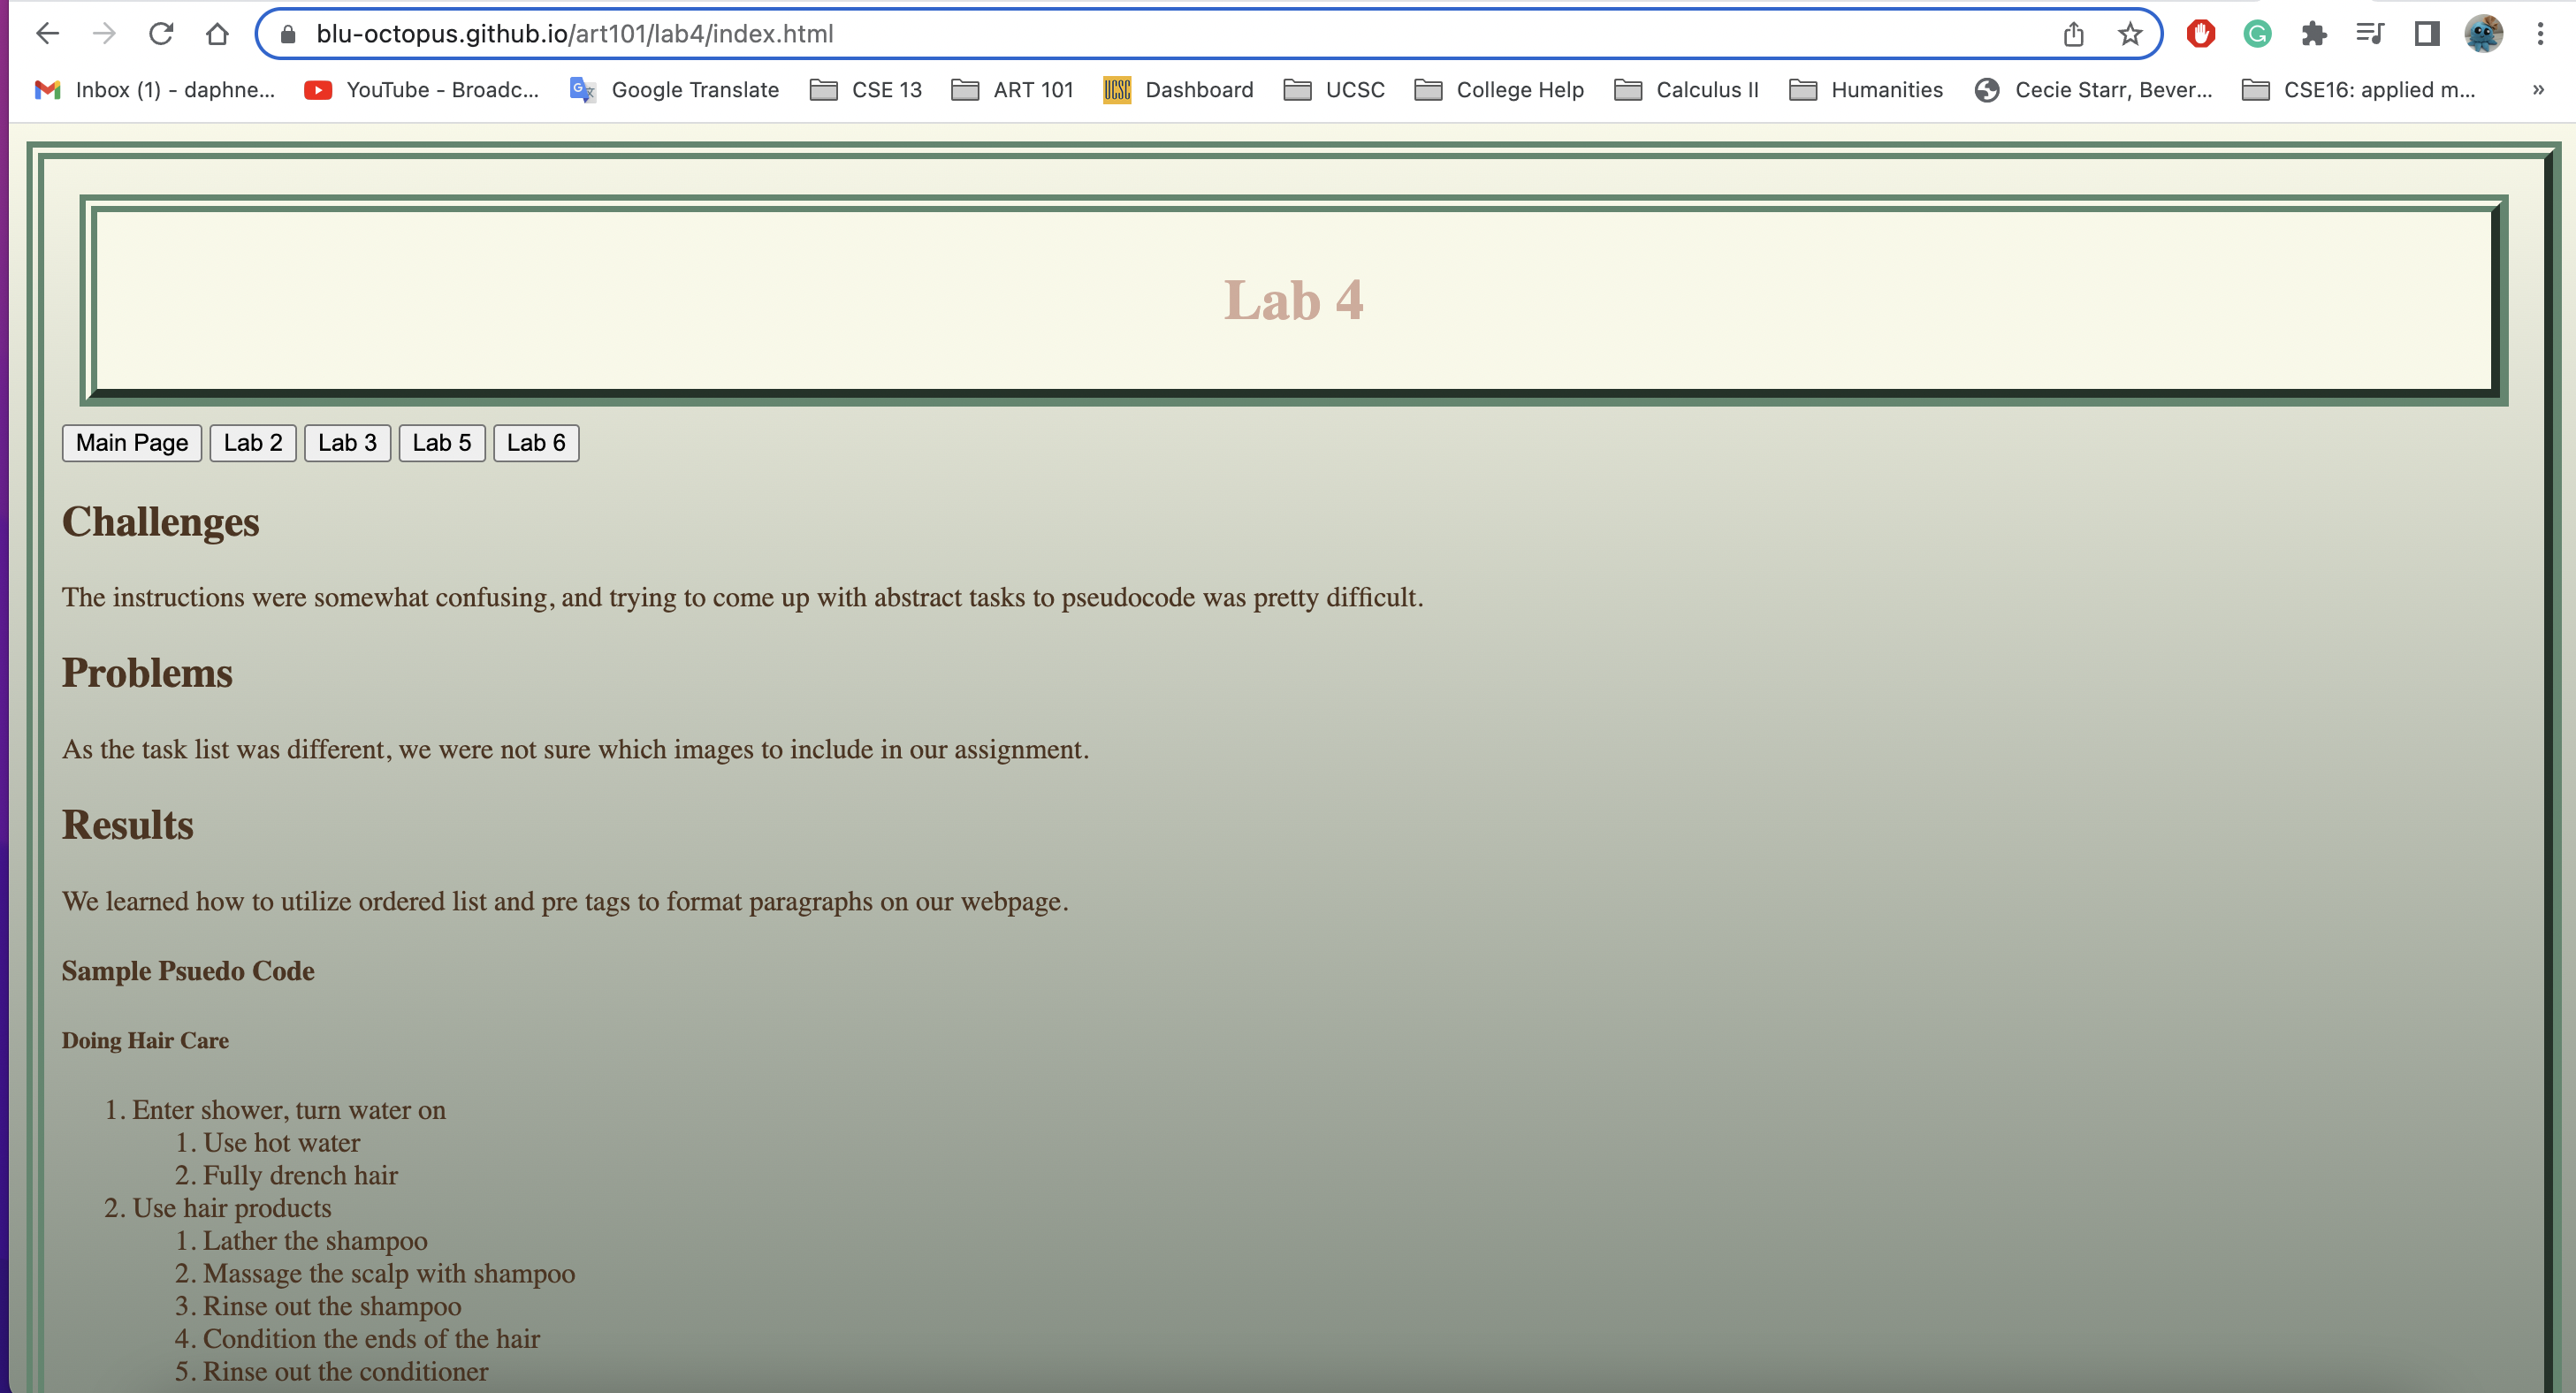 blu-octopus.github.io/art101/lab4/index.html
Inbox (1) - daphne... YouTube - Broadc... Google Translate CSE 13 ART 101 UCSC Dashboard UCSC College Help Calculus II Humanities Cecie Starr, Bever... CSE16: applied m... »
Lab 4
Main Page Lab 2 Lab 3 Lab 5 Lab 6
Challenges
The instructions were somewhat confusing, and trying to come up with abstract tasks to pseudocode was pretty difficult.
Problems
As the task list was different, we were not sure which images to include in our assignment.
Results
We learned how to utilize ordered list and pre tags to format paragraphs on our webpage.
Sample Psuedo Code
Doing Hair Care
1. Enter shower, turn water on
1. Use hot water
2. Fully drench hair
2. Use hair products
1. Lather the shampoo
2. Massage the scalp with shampoo
3. Rinse out the shampoo
4. Condition the ends of the hair
5. Rinse out the conditioner